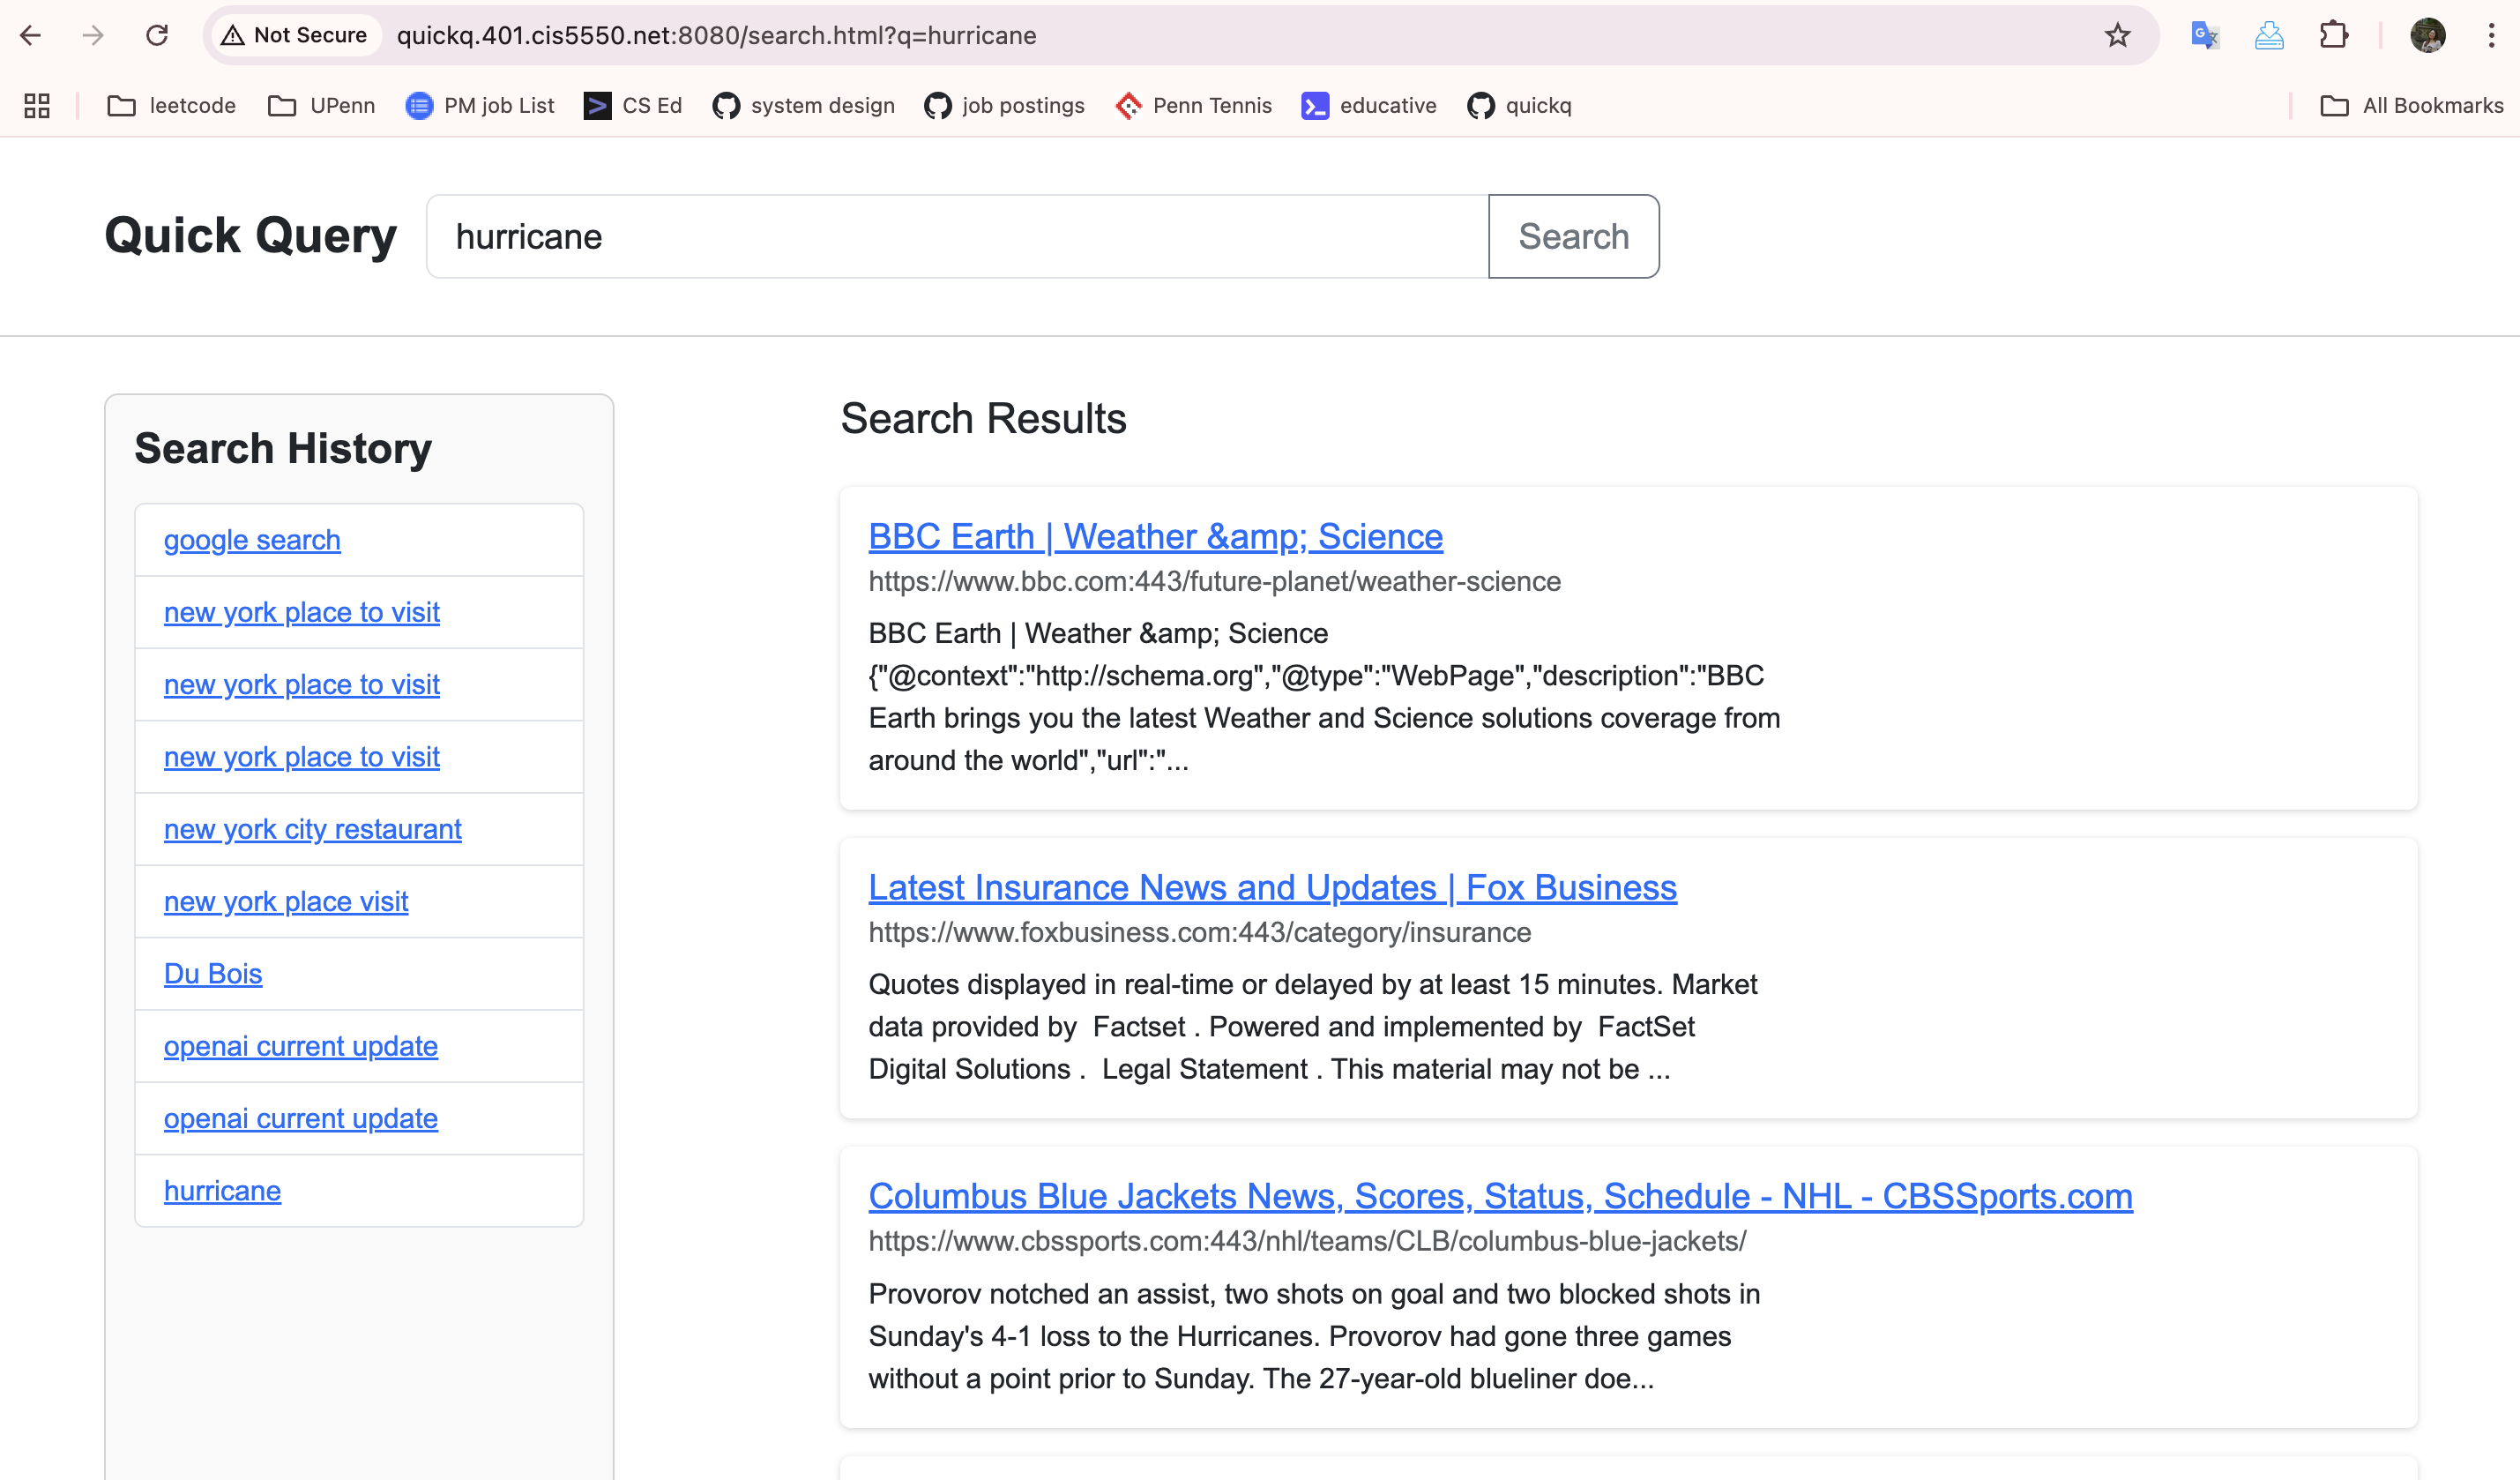 Not Secure
quickq.401.cis5550.net:8080/search.html?q=hurricane
leetcode
UPenn
PM job List
CS Ed
system design
job postings
Penn Tennis
educative
quickq
All Bookmarks
Quick Query
hurricane
Search
Search History
google search
new york place to visit
new york place to visit
new york place to visit
new york city restaurant
new york place visit
Du Bois
openai current update
openai current update
hurricane
Search Results
BBC Earth | Weather &amp; Science
https://www.bbc.com:443/future-planet/weather-science
BBC Earth | Weather &amp; Science
{"@context":"http://schema.org","@type":"WebPage","description":"BBC
Earth brings you the latest Weather and Science solutions coverage from
around the world","url":"...
Latest Insurance News and Updates | Fox Business
https://www.foxbusiness.com:443/category/insurance
Quotes displayed in real-time or delayed by at least 15 minutes. Market
data provided by  Factset . Powered and implemented by  FactSet
Digital Solutions .  Legal Statement . This material may not be ...
Columbus Blue Jackets News, Scores, Status, Schedule - NHL - CBSSports.com
https://www.cbssports.com:443/nhl/teams/CLB/columbus-blue-jackets/
Provorov notched an assist, two shots on goal and two blocked shots in
Sunday's 4-1 loss to the Hurricanes. Provorov had gone three games
without a point prior to Sunday. The 27-year-old blueliner doe...